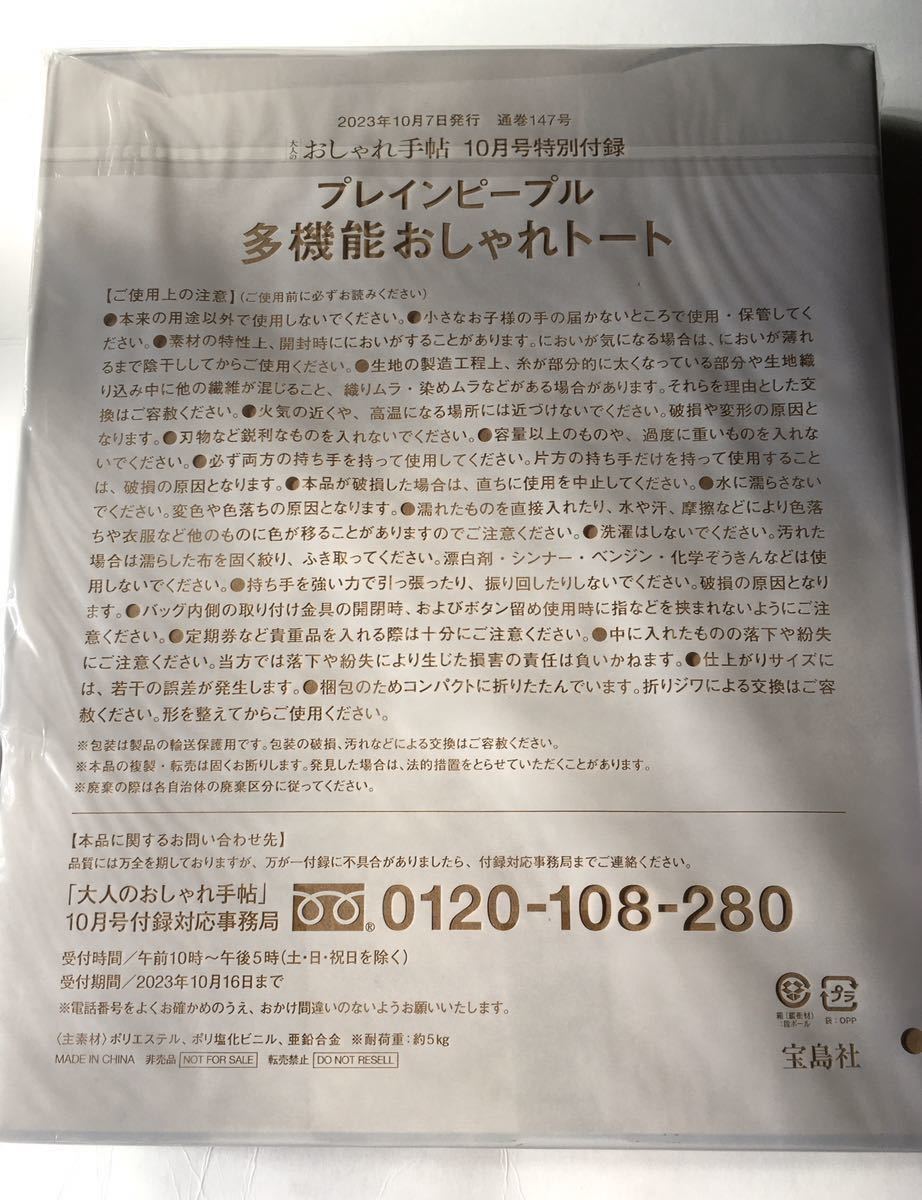 2023年10月7日発行 通巻147号
大人のおしゃれ手帖 10月号特別付録
プレインピープル
多機能おしゃれトート
【ご使用上の注意】(ご使用前に必ずお読みください)
●本来の用途以外で使用しないでください。●小さなお子様の手の届かないところで使用・保管してく
ださい。●素材の特性上、開封時ににおいがすることがあります。においが気になる場合は、においが薄れ
るまで陰干ししてからご使用ください。●生地の製造工程上、糸が部分的に太くなっている部分や生地織
り込み中に他の繊維が混じること、織りムラ・染めムラなどがある場合があります。それらを理由とした交
換はご容赦ください。●火気の近くや、高温になる場所には近づけないでください。破損や変形の原因と
なります。●刃物など鋭利なものを入れないでください。●容量以上のものや、過度に重いものを入れな
いでください。●必ず両方の持ち手を持って使用してください。片方の持ち手だけを持って使用すること
は、破損の原因となります。●本品が破損した場合は、直ちに使用を中止してください。●水に濡らさない
でください。変色や色落ちの原因となります。●濡れたものを直接入れたり、水や汗、摩擦などにより色落
ちや衣服など他のものに色が移ることがありますのでご注意ください。●洗濯はしないでください。汚れた
場合は濡らした布を固く絞り、ふき取ってください。漂白剤・シンナー・ベンジン・化学ぞうきんなどは使
用しないでください。●持ち手を強い力で引っ張ったり、振り回したりしないでください。破損の原因となり
ます。●バッグ内側の取り付け金具の開閉時、およびボタン留め使用時に指などを挟まれないようにご注
意ください。●定期券など貴重品を入れる際は十分にご注意ください。●中に入れたものの落下や紛失
にご注意ください。当方では落下や紛失により生じた損害の責任は負いかねます。●仕上がりサイズに
は、若干の誤差が発生します。●梱包のためコンパクトに折りたたんでいます。折りジワによる交換はご容
赦ください。形を整えてからご使用ください。
※包装は製品の輸送保護用です。包装の破損、汚れなどによる交換はご容赦ください。
※本品の複製・転売は固くお断りします。発見した場合は、法的措置をとらせていただくことがあります。
※廃棄の際は各自治体の廃棄区分に従ってください。
【本品に関するお問い合わせ先】
品質には万全を期しておりますが、万が一付録に不具合がありましたら、付録対応事務局までご連絡ください。
「大人のおしゃれ手帖」
10月号付録対応事務局 ® 0120-108-280
受付時間/午前10時～午後5時(土・日・祝日を除く)
受付期間/2023年10月16日まで
※電話番号をよくお確かめのうえ、おかけ間違いのないようお願いいたします。
〈主素材〉ポリエステル、ポリ塩化ビニル、亜鉛合金 ※耐荷重:約5kg
MADE IN CHINA 非売品 NOT FOR SALE 転売禁止 DO NOT RESELL
箱(緩衝材)
:段ボール
プラ
袋:OPP
宝島社